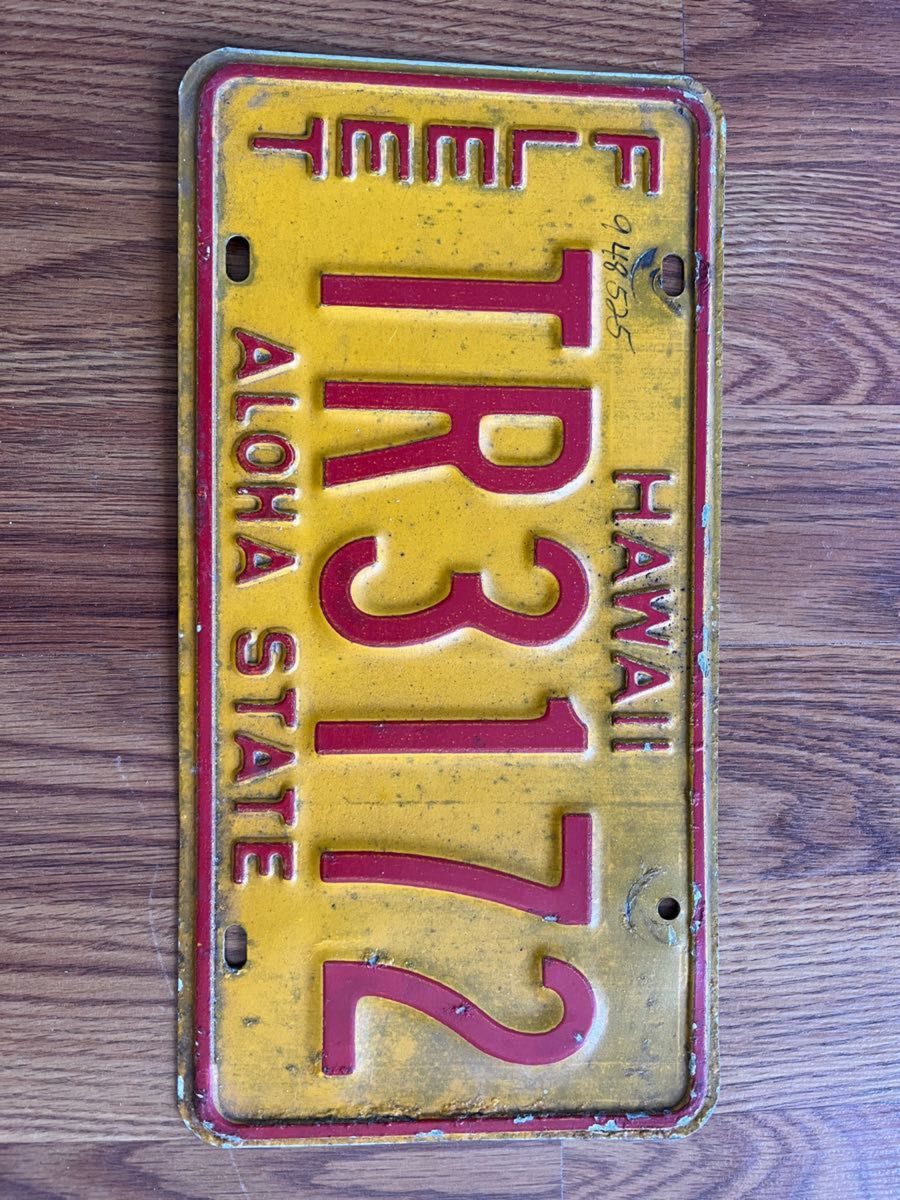 FLEET
948525
HAWAII
TR3172
ALOHA STATE